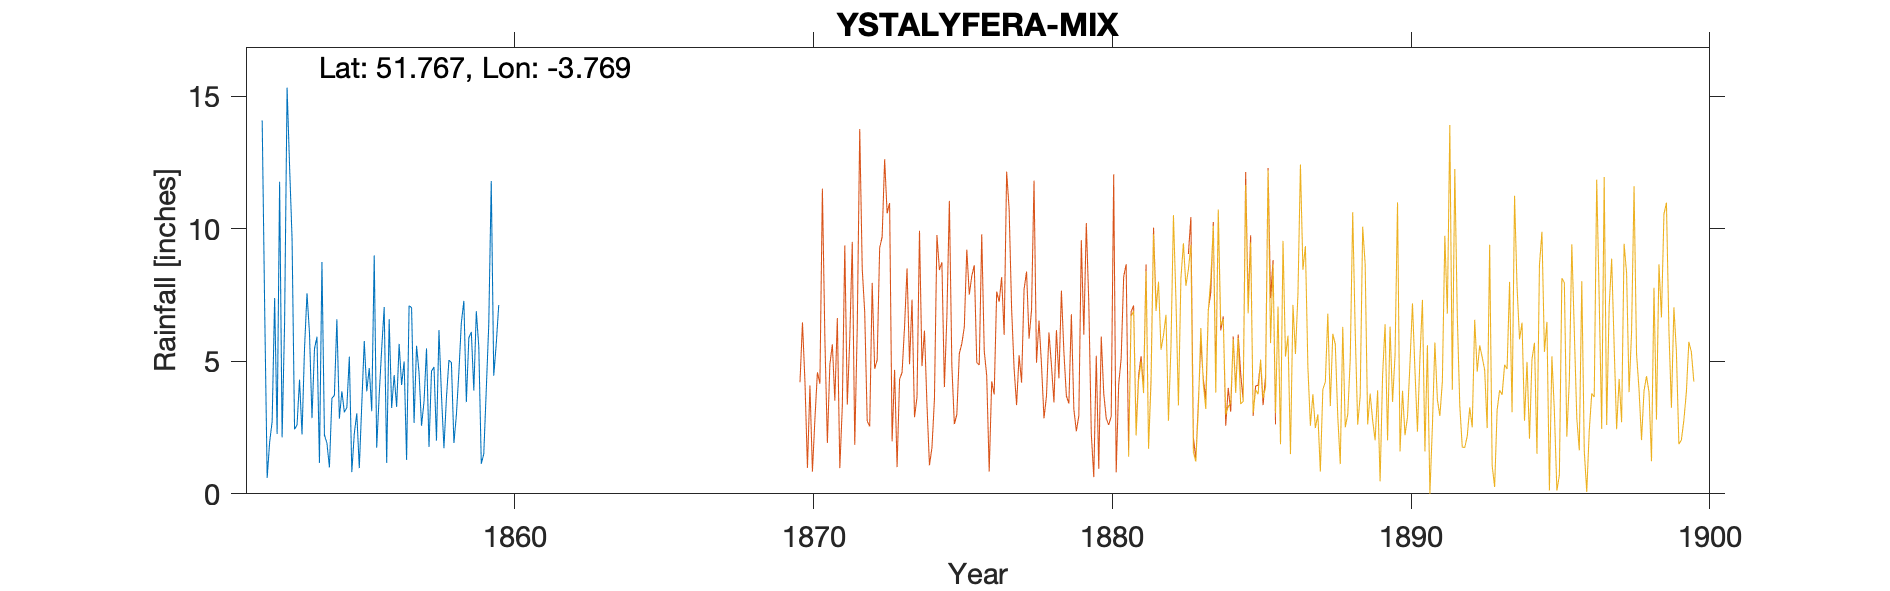 YSTALYFERA-MIX
Lat: 51.767, Lon: -3.769
15
10
5
0
Rainfall [inches]
1860 1870 1880 1890 1900
Year